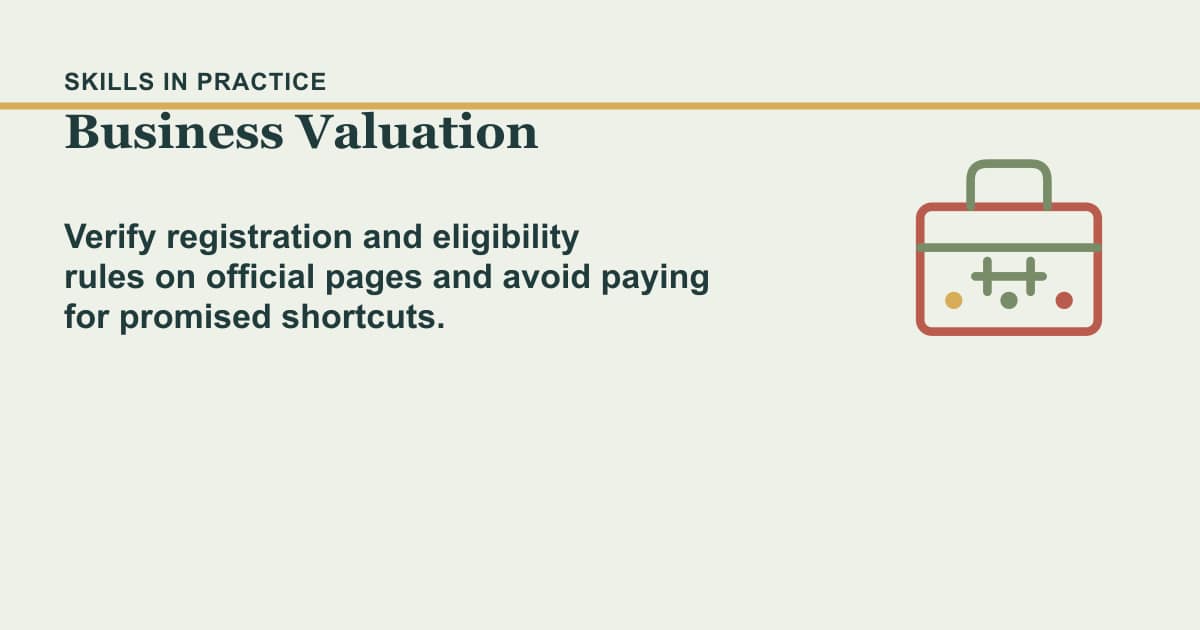 SKILLS IN PRACTICE
Business Valuation
Verify registration and eligibility
rules on official pages and avoid paying
for promised shortcuts.